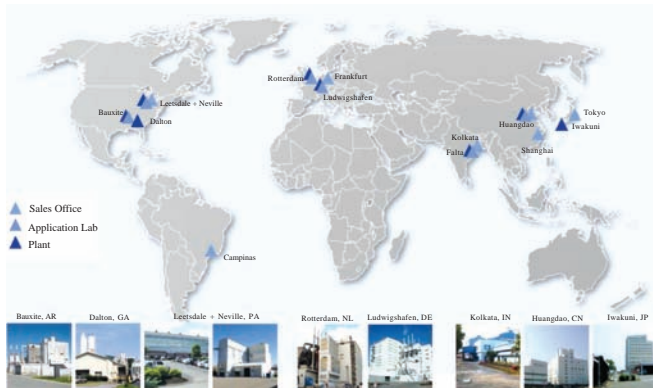 Rotterdam
Frankfurt
Ludwigshafen
Leetsdale + Neville
Bauxite
Dalton
Tokyo
Huangdao
Iwakuni
Kolkata
Shanghai
Falta
Sales Office
Application Lab
Plant
Campinas
Bauxite, AR
Dalton, GA
Leetsdale + Neville, PA
Rotterdam, NL
Ludwigshafen, DE
Kolkata, IN
Huangdao, CN
Iwakuni, JP